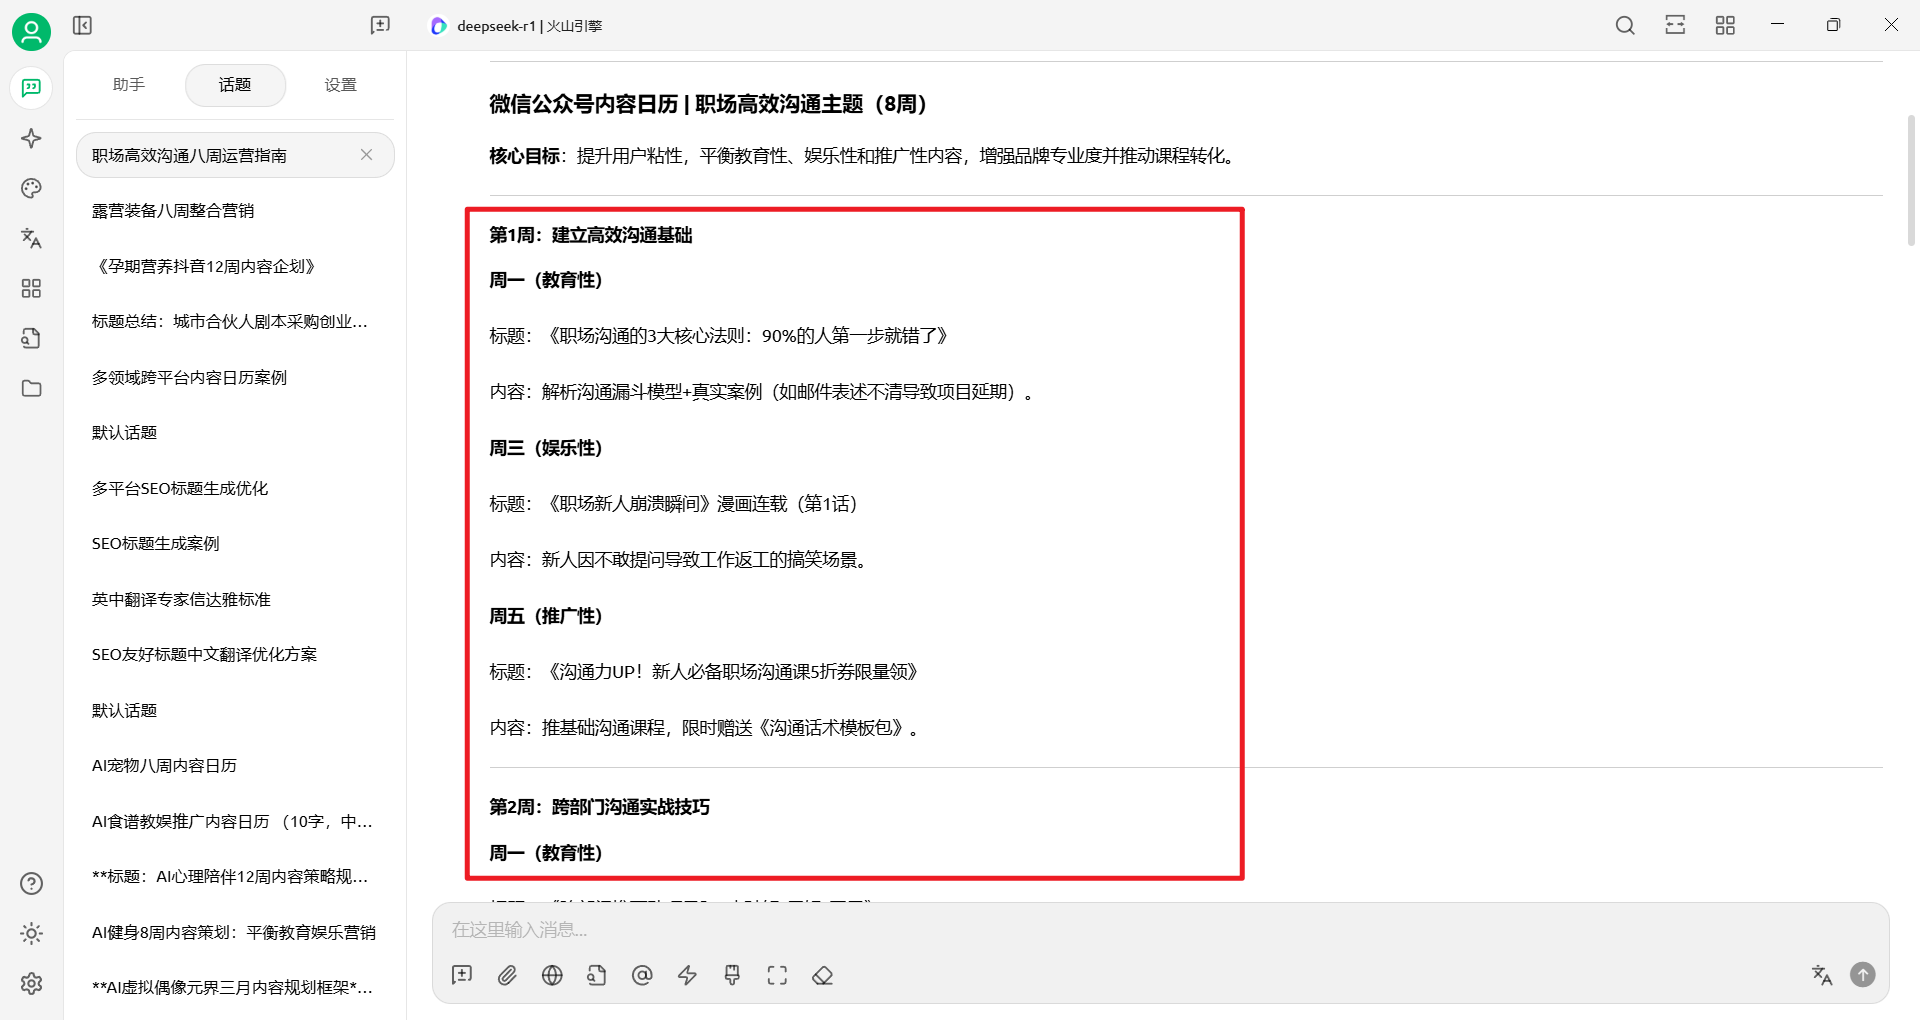 deepseek-r1 | 火山引擎
助手
话题
设置
职场高效沟通八周运营指南
露营装备八周整合营销
《孕期营养抖音12周内容企划》
标题总结：城市合伙人剧本采购创业...
多领域跨平台内容日历案例
默认话题
多平台SEO标题生成优化
SEO标题生成案例
英中翻译专家信达雅标准
SEO友好标题中文翻译优化方案
默认话题
AI宠物八周内容日历
AI食谱教娱推广内容日历 （10字，中...
**标题：AI心理陪伴12周内容策略规...
AI健身8周内容策划：平衡教育娱乐营销
**AI虚拟偶像元界三月内容规划框架*...
微信公众号内容日历 | 职场高效沟通主题（8周）
核心目标：提升用户粘性，平衡教育性、娱乐性和推广性内容，增强品牌专业度并推动课程转化。
第1周：建立高效沟通基础
周一（教育性）
标题：《职场沟通的3大核心法则：90%的人第一步就错了》
内容：解析沟通漏斗模型+真实案例（如邮件表述不清导致项目延期）。
周三（娱乐性）
标题：《职场新人崩溃瞬间》漫画连载（第1话）
内容：新人因不敢提问导致工作返工的搞笑场景。
周五（推广性）
标题：《沟通力UP！新人必备职场沟通课5折券限量领》
内容：推基础沟通课程，限时赠送《沟通话术模板包》。
第2周：跨部门沟通实战技巧
周一（教育性）
在这里输入消息...